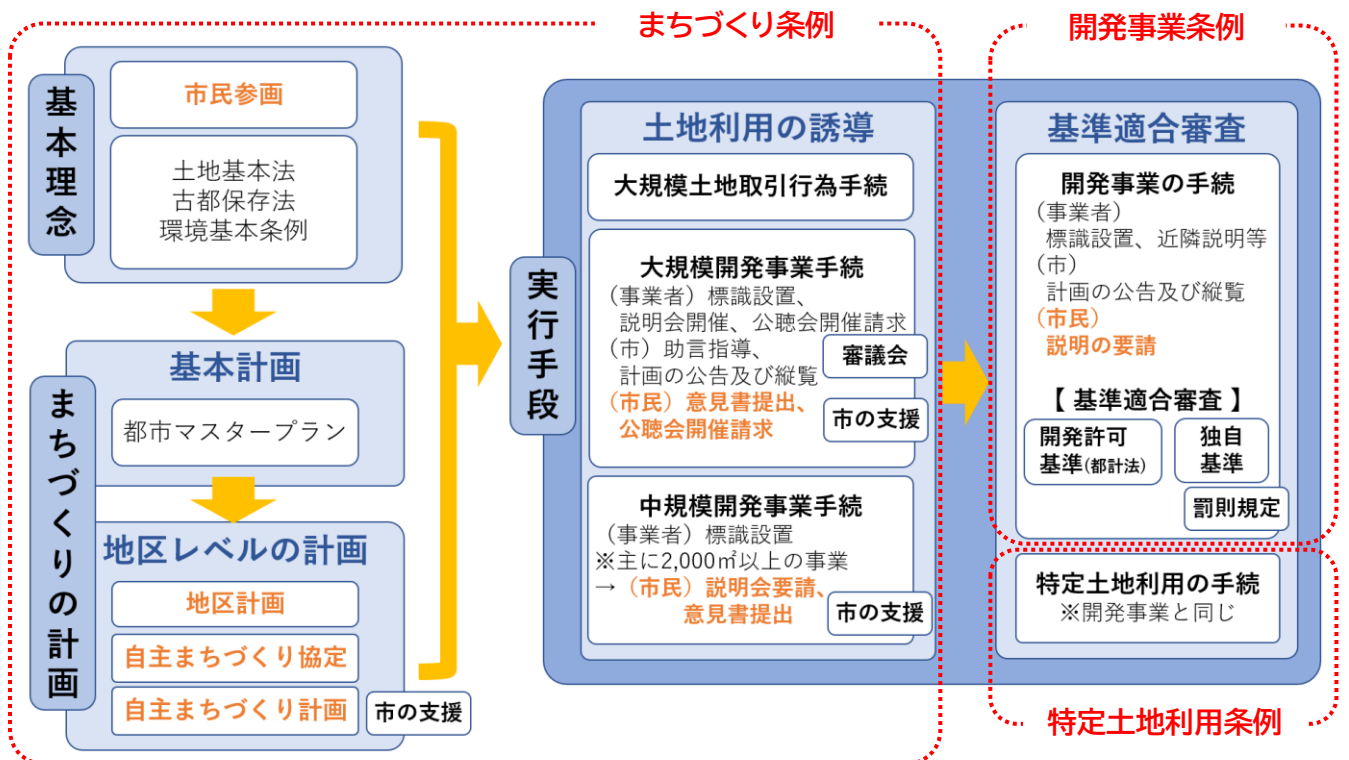 まちづくり条例
開発事業条例
基本理念
市民参画
土地基本法
古都保存法
環境基本条例
まちづくりの計画
基本計画
都市マスタープラン
地区レベルの計画
地区計画
自主まちづくり協定
自主まちづくり計画
市の支援
実行手段
土地利用の誘導
大規模土地取引行為手続
大規模開発事業手続
(事業者)標識設置、
説明会開催、公聴会開催請求
(市)助言指導、
計画の公告及び縦覧
(市民)意見書提出、
公聴会開催請求
審議会
市の支援
中規模開発事業手続
(事業者)標識設置
※主に2,000㎡以上の事業
→(市民)説明会要請、
意見書提出
市の支援
基準適合審査
開発事業の手続
(事業者)
標識設置、近隣説明等
(市)
計画の公告及び縦覧
(市民)
説明の要請
【 基準適合審査 】
開発許可
基準(都計法)
独自
基準
罰則規定
特定土地利用の手続
※開発事業と同じ
特定土地利用条例